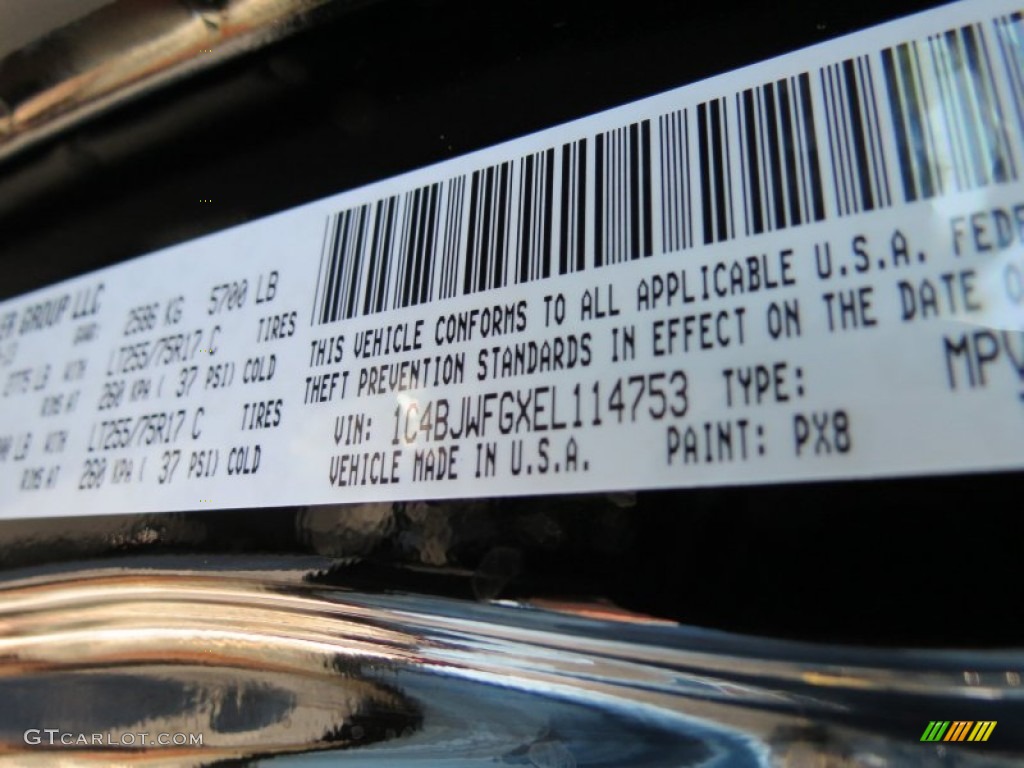 GROUP LLC 2586 KG 5700 LB
LT255/75R17 C TIRES
260 KPA ( 37 PSI) COLD
LT255/75R17 C TIRES
260 KPA ( 37 PSI) COLD
THIS VEHICLE CONFORMS TO ALL APPLICABLE U.S.A.
THEFT PREVENTION STANDARDS IN EFFECT ON THE DATE
VIN: 1C4BJWFGXEL114753 TYPE: MPV
VEHICLE MADE IN U.S.A. PAINT: PX8
GTCARLOT.COM